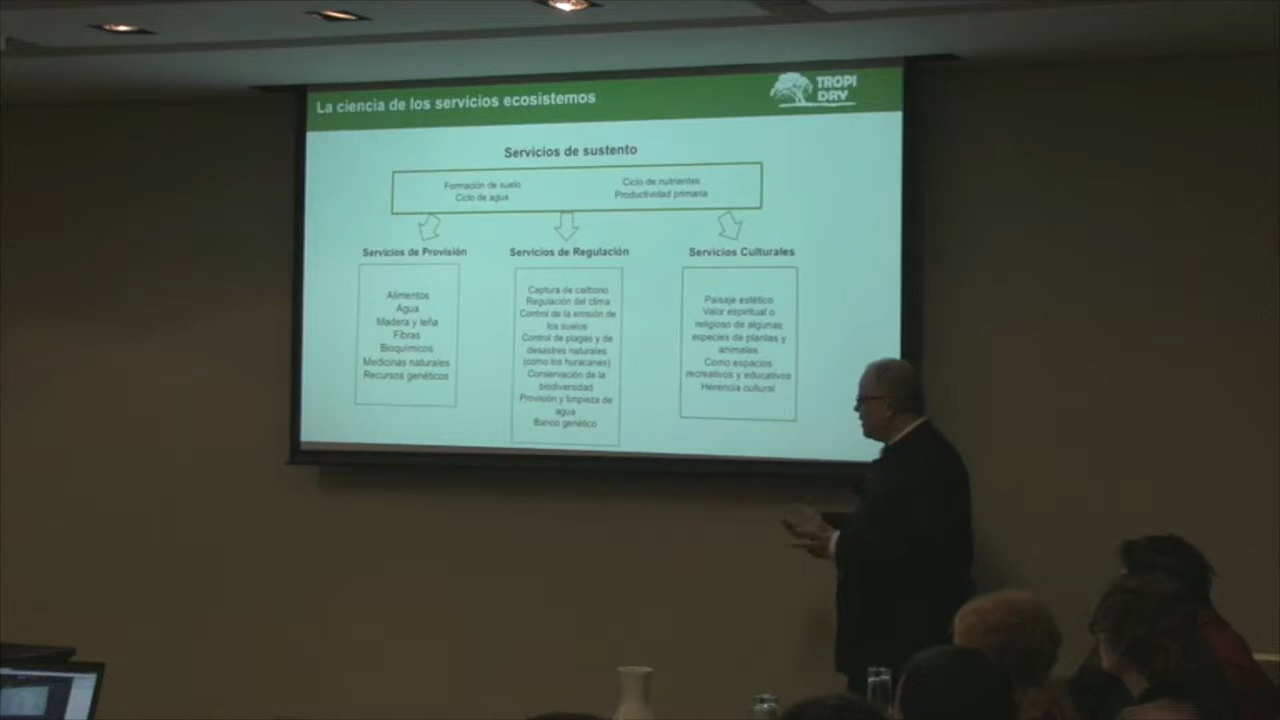 La ciencia de los servicios ecosistemos
TROPI
DRY
Servicios de sustento
Formación de suelo
Ciclo de agua
Ciclo de nutrientes
Productividad primaria
Servicios de Provisión
Alimentos
Agua
Madera y leña
Fibras
Bioquímicos
Medicinas naturales
Recursos genéticos
Servicios de Regulación
Captura de carbono
Regulación del clima
Control de la erosión de
los suelos
Control de plagas y de
desastres naturales
(como los huracanes)
Conservación de la
biodiversidad
Provisión y limpieza de
agua
Banco genético
Servicios Culturales
Paisaje estético
Valor espiritual o
religioso de algunas
especies de plantas y
animales
Como espacios
recreativos y educativos
Herencia cultural